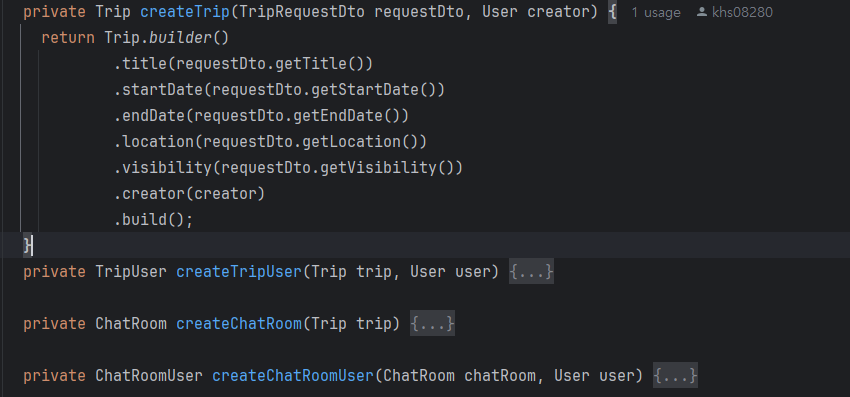 private Trip createTrip(TripRequestDto requestDto, User creator) { 1 usage khs08280
return Trip.builder()
.title(requestDto.getTitle())
.startDate(requestDto.getStartDate())
.endDate(requestDto.getEndDate())
.location(requestDto.getLocation())
.visibility(requestDto.getVisibility())
.creator(creator)
.build();
}
private TripUser createTripUser(Trip trip, User user) {...}
private ChatRoom createChatRoom(Trip trip) {...}
private ChatRoomUser createChatRoomUser(ChatRoom chatRoom, User user) {...}